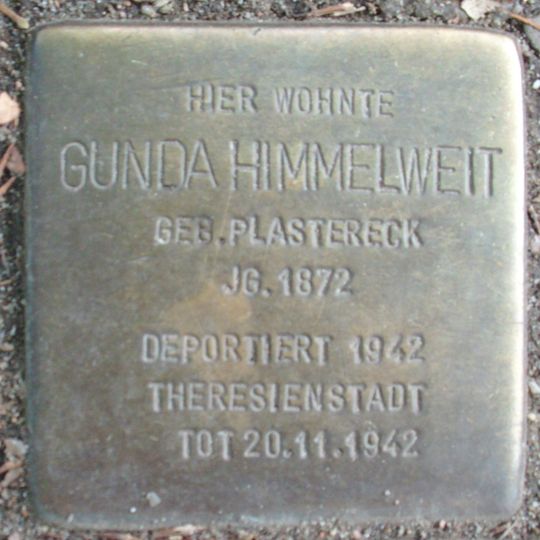 HIER WOHNTE
GUNDA HIMMELWEIT
GEB. PLASTERECK
JG. 1872
DEPORTIERT 1942
THERESIENSTADT
TOT 20.11.1942